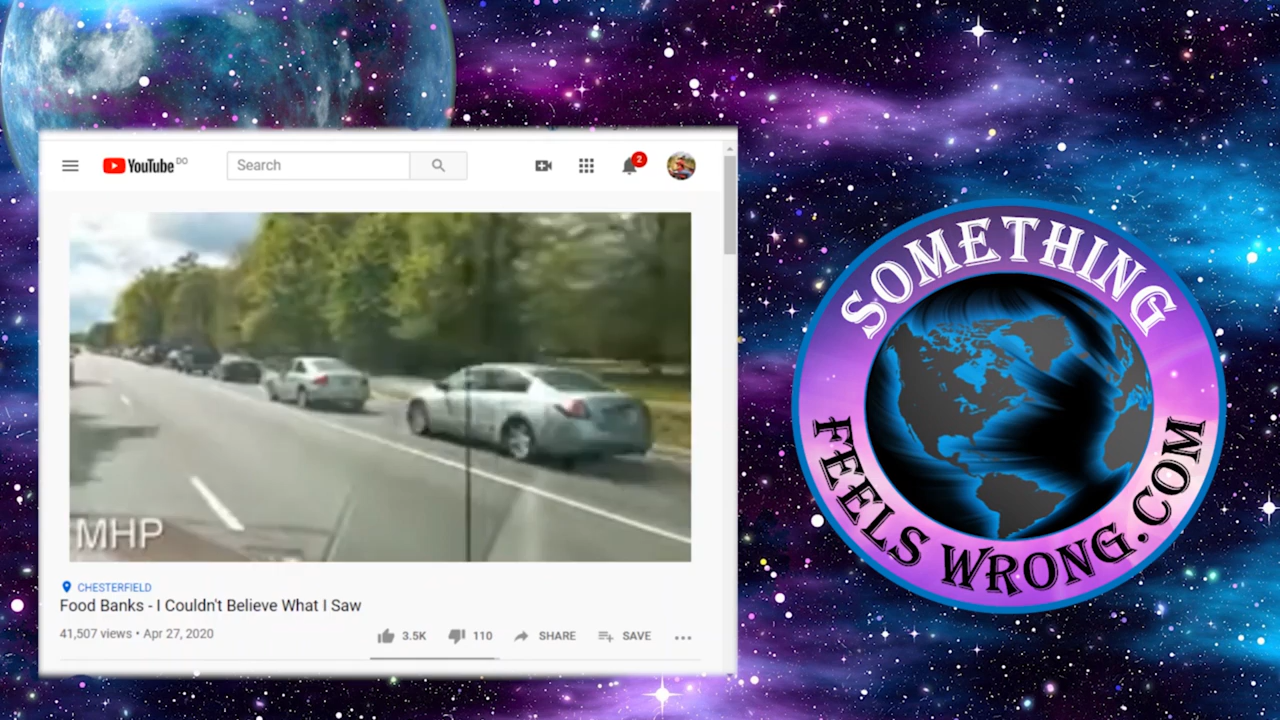 YouTube DO
Search
2
MHP
CHESTERFIELD
Food Banks - I Couldn't Believe What I Saw
41,507 views • Apr 27, 2020
3.5K
110
SHARE
SAVE
SOMETHING
FEELS WRONG.COM